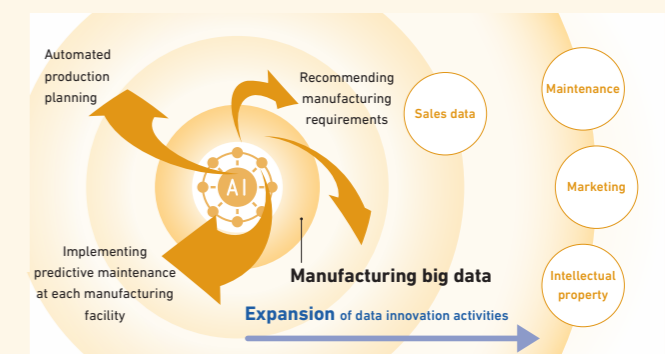 Automated
production
planning
Recommending
manufacturing
requirements
Sales data
Maintenance
AI
Marketing
Implementing
predictive maintenance
at each manufacturing
facility
Manufacturing big data
Intellectual
property
Expansion of data innovation activities